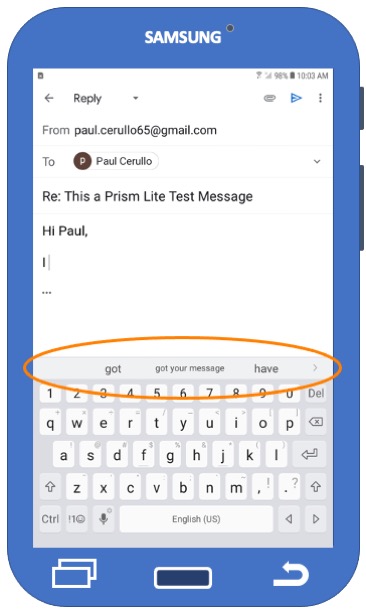 SAMSUNG
98% 10:03 AM
Reply
From paul.cerullo65@gmail.com
To P Paul Cerullo
Re: This a Prism Lite Test Message
Hi Paul,
I
...
got got your message have
1 2 3 4 5 6 7 8 9 0 Del
q w e r t y u i o p
a s d f g h j k l
z x c v b n m , ! . ?
Ctrl !1☺ English (US)